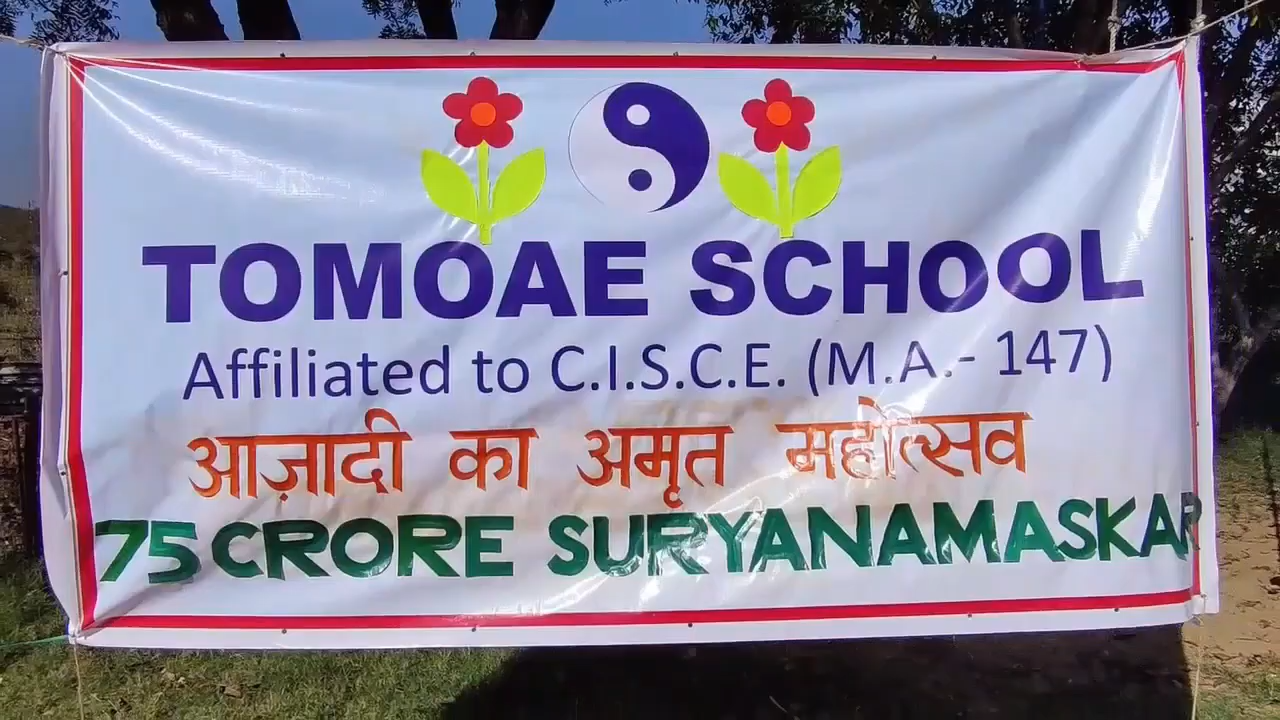 TOMOAE SCHOOL
Affiliated to C.I.S.C.E. (M.A.- 147)
आज़ादी का अमृत महोत्सव
75 CRORE SURYANAMASKAR